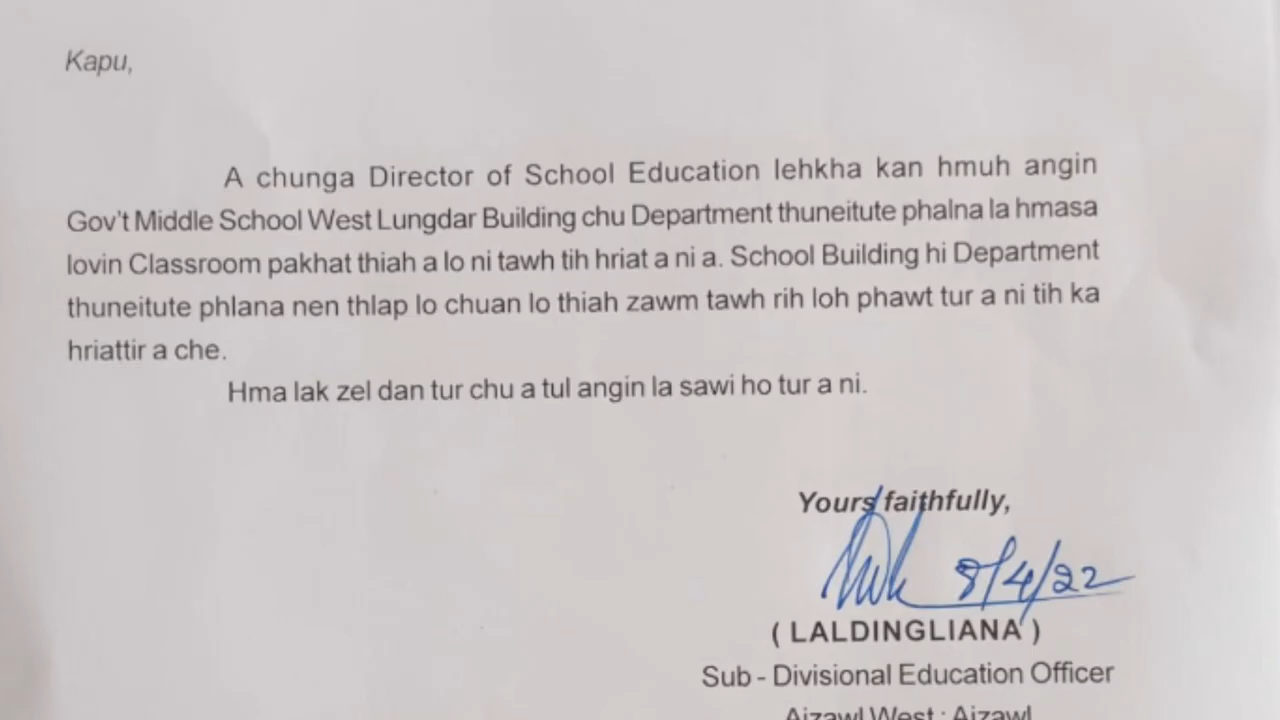 Kapu,
A chunga Director of School Education lehkha kan hmuh angin
Gov't Middle School West Lungdar Building chu Department thuneitute phalna la hmasa
lovin Classroom pakhat thiah a lo ni tawh tih hriat a ni a. School Building hi Department
thuneitute phlana nen thlap lo chuan lo thiah zawm tawh rih loh phawt tur a ni tih ka
hriattir a che.
Hma lak zel dan tur chu a tul angin la sawi ho tur a ni.
Yours faithfully,
8/4/22
( LALDINGLIANA )
Sub - Divisional Education Officer
Aizawl West : Aizawl